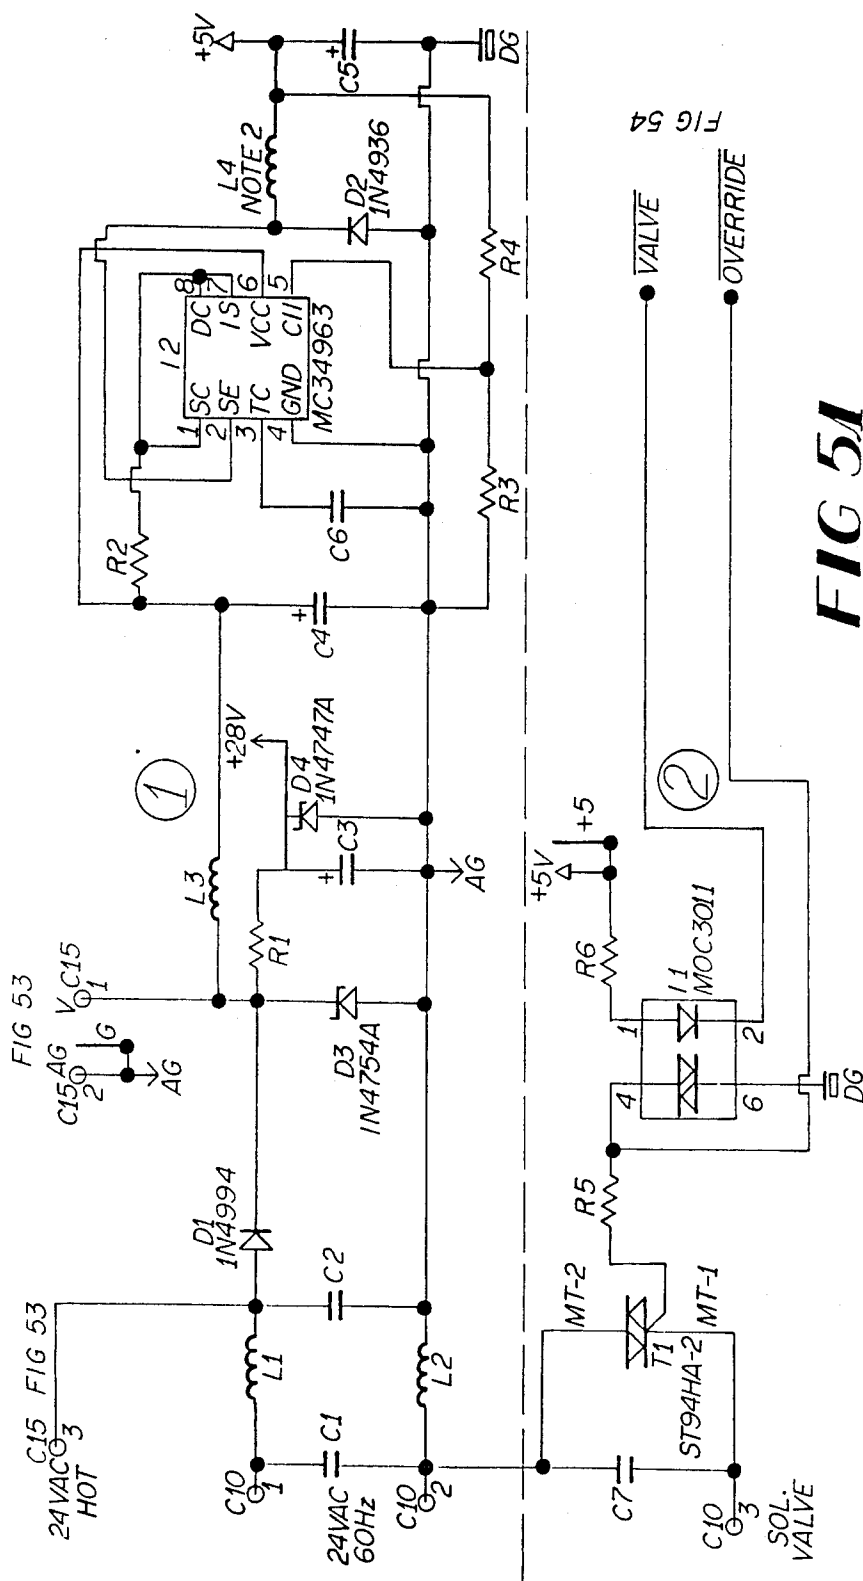 FIG 53
C15
3
24VAC
HOT
C10
1
C1
24VAC
60Hz
C10
2
L1
L2
C2
D1
1N4994
FIG 53
C15
2
AG
G
AG
V
C15
1
D3
1N4754A
R1
L3
1
+28V
D4
1N4747A
C3
AG
C4
R2
C6
1 SC
2 SE
3 TC
4 GND
I2
DC 8
IS 7
VCC 6
CII 5
MC34963
R3
R4
L4
NOTE 2
D2
1N4936
+5V
C5
DG
C10
3
SOL.
VALVE
C7
MT-2
T1
ST94HA-2
MT-1
R5
4
6
1
2
I1
MOC3011
DG
R6
+5V
+5
2
VALVE
OVERRIDE
FIG 54
FIG 5A